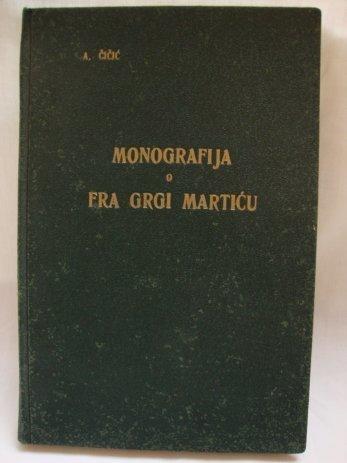 A. ČIČIĆ
MONOGRAFIJA
O
FRA GRGI MARTIĆU